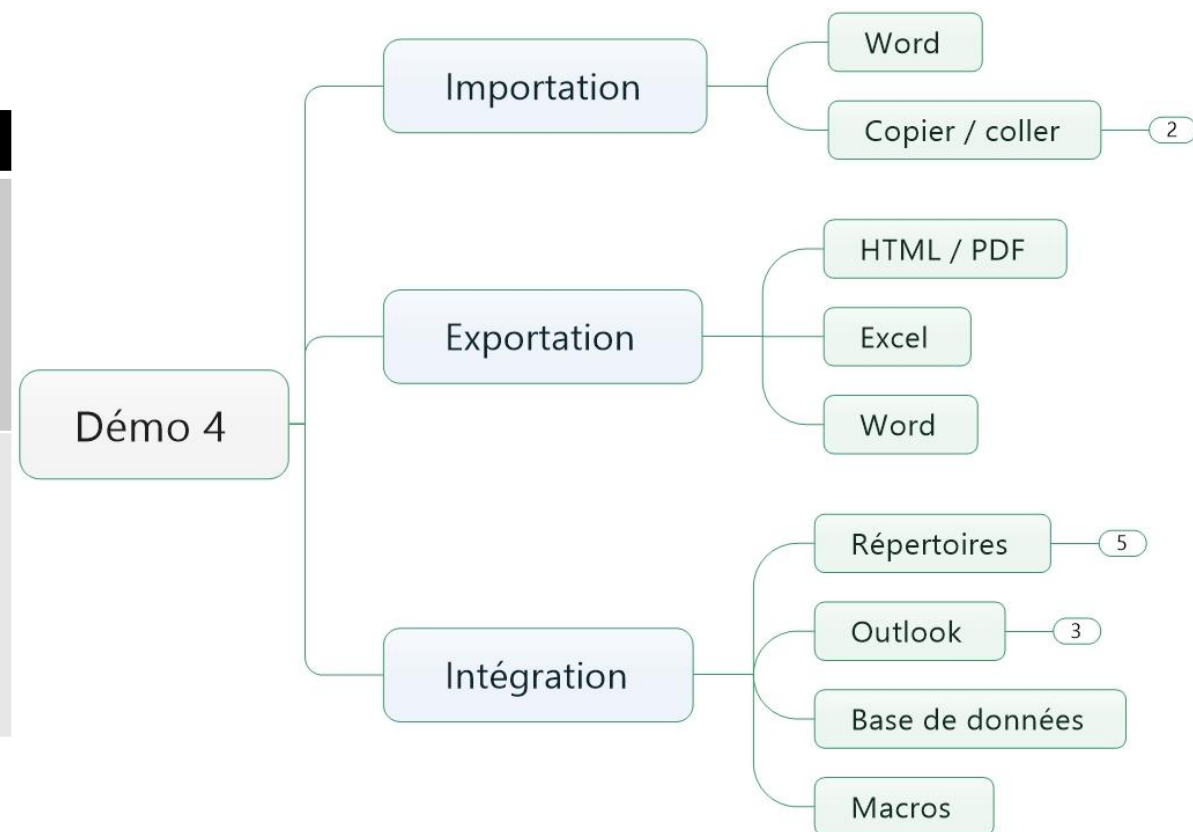 Démo 4
Importation
Word
Copier / coller
2
Exportation
HTML / PDF
Excel
Word
Intégration
Répertoires
5
Outlook
3
Base de données
Macros